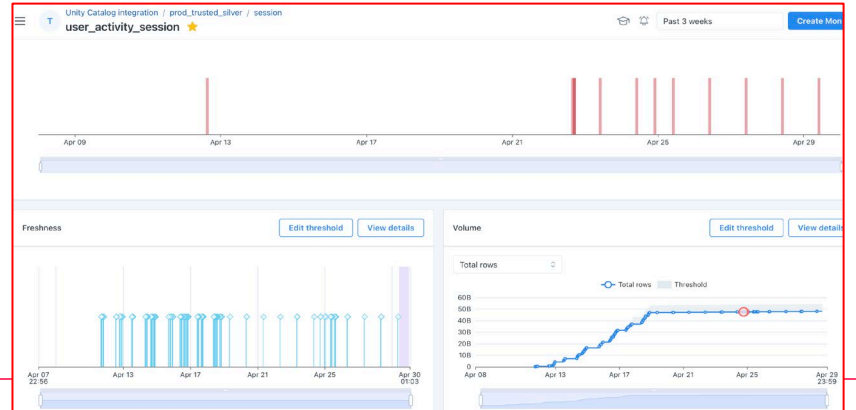 Unity Catalog integration / prod_trusted_silver / session
T
user_activity_session
Past 3 weeks
Create Mon
Apr 09 Apr 13 Apr 17 Apr 21 Apr 25 Apr 29
Freshness
Edit threshold
View details
Apr 07
22:56
Apr 13
Apr 17
Apr 21
Apr 25
Apr 30
01:03
Volume
Edit threshold
View details
Total rows
Total rows
Threshold
60B
50B
40B
30B
20B
10B
0
Apr 08
Apr 13
Apr 17
Apr 21
Apr 25
Apr 29
23:59